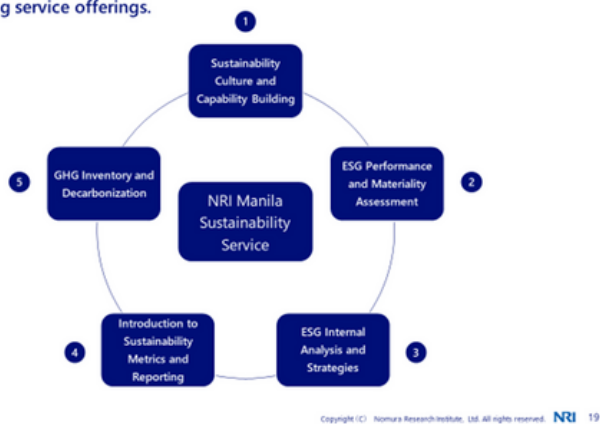 g service offerings.
1
Sustainability
Culture and
Capability Building
5
GHG Inventory and
Decarbonization
ESG Performance
and Materiality
Assessment
2
NRI Manila
Sustainability
Service
4
Introduction to
Sustainability
Metrics and
Reporting
ESG Internal
Analysis and
Strategies
3
Copyright (C) Nomura Research Institute, Ltd. All rights reserved. NRI 19